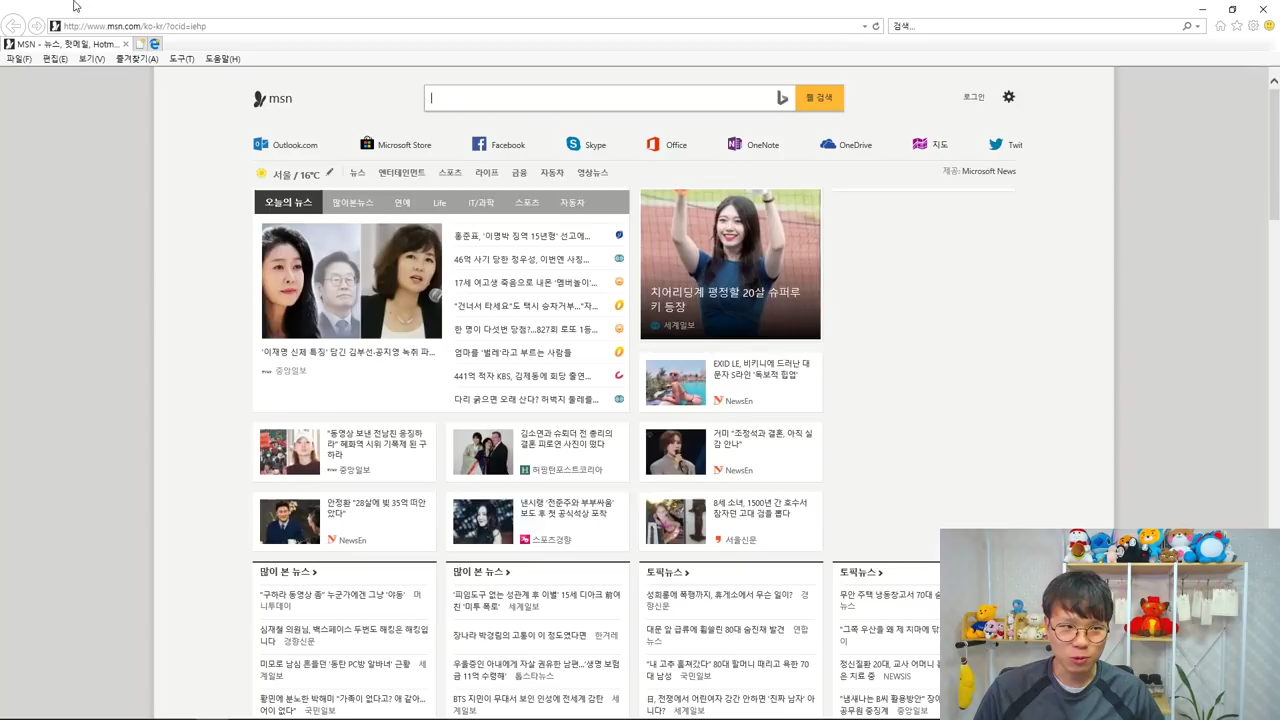 http://www.msn.com/ko-kr/?ocid=iehp
검색...
MSN - 뉴스, 핫메일, Hotm...
파일(F) 편집(E) 보기(V) 즐겨찾기(A) 도구(T) 도움말(H)
msn
웹 검색
로그인
Outlook.com Microsoft Store Facebook Skype Office OneNote OneDrive 지도 Twit
서울 / 16℃ 뉴스 엔터테인먼트 스포츠 라이프 금융 자동차 영상뉴스
제공: Microsoft News
오늘의 뉴스 많이본뉴스 연예 Life IT/과학 스포츠 자동차
'이재명 신체 특징' 담긴 김부선·공지영 녹취 파...
중앙일보
홍준표, '이명박 징역 15년형' 선고에...
46억 사기 당한 정우성, 이번엔 사칭...
17세 여고생 죽음으로 내몬 '멤버놀이'...
"건너서 타세요"도 택시 승차거부..."자...
한 명이 다섯번 당첨?...827회 로또 1등...
엄마를 '벌레'라고 부르는 사람들
441억 적자 KBS, 김제동에 회당 출연...
다리 굵으면 오래 산다? 허벅지 둘레를...
치어리딩계 평정할 20살 슈퍼루
키 등장
세계일보
EXID LE, 비키니에 드러난 대
문자 S라인 '독보적 힙업'
NewsEn
"동영상 보낸 전남친 응징하
라" 혜화역 시위 기폭제 된 구
하라
중앙일보
김소연과 슈뢰더 전 총리의
결혼 피로연 사진이 떴다
허핑턴포스트코리아
거미 "조정석과 결혼, 아직 실
감 안나"
NewsEn
안정환 "28살에 빚 35억 떠안
았다"
NewsEn
낸시랭 '전준주와 부부싸움'
보도 후 첫 공식석상 포착
스포츠경향
8세 소녀, 1500년 간 호수서
잠자던 고대 검을 뽑다
서울신문
많이 본 뉴스
"구하라 동영상 좀" 누군가에겐 그냥 '야동' 머
니투데이
심재철 의원님, 백스페이스 두번도 해킹은 해킹입
니다 경향신문
미모로 남심 흔들던 '동탄 PC방 알바녀' 근황 세
계일보
황민에 분노한 박해미 "가족이 없다고? 애 같아...
어이 없다" 국민일보
많이 본 뉴스
'피임도구 없는 성관계 후 이별' 15세 디아크 前여
친 '미투 폭로' 세계일보
장나라 박경림의 고통이 이 정도였다면 한겨레
우울증인 아내에게 자살 권유한 남편...'생명 보험
금 11억 수령해' 톱스타뉴스
BTS 지민이 무대서 보인 인성에 전세계 감탄 세
계일보
토픽뉴스
성희롱에 폭행까지, 휴게소에서 무슨 일이? 경
향신문
대문 앞 급류에 휩쓸린 80대 숨진채 발견 연합
뉴스
"내 고추 훔쳐갔다" 80대 할머니 때리고 욕한 70
대 남성 국민일보
日, 전쟁에서 어린여자 강간 안하면 '진짜 남자' 아
니다? 세계일보
토픽뉴스
무안 주택 냉동창고서 70대
뉴스
"그쪽 우산을 왜 제 지마에 닦
정신질환 20대, 교사 어머니
은 치료 중 NEWSIS
"냄새나는 B씨 활용방안"
공무원 중징계 중앙일보